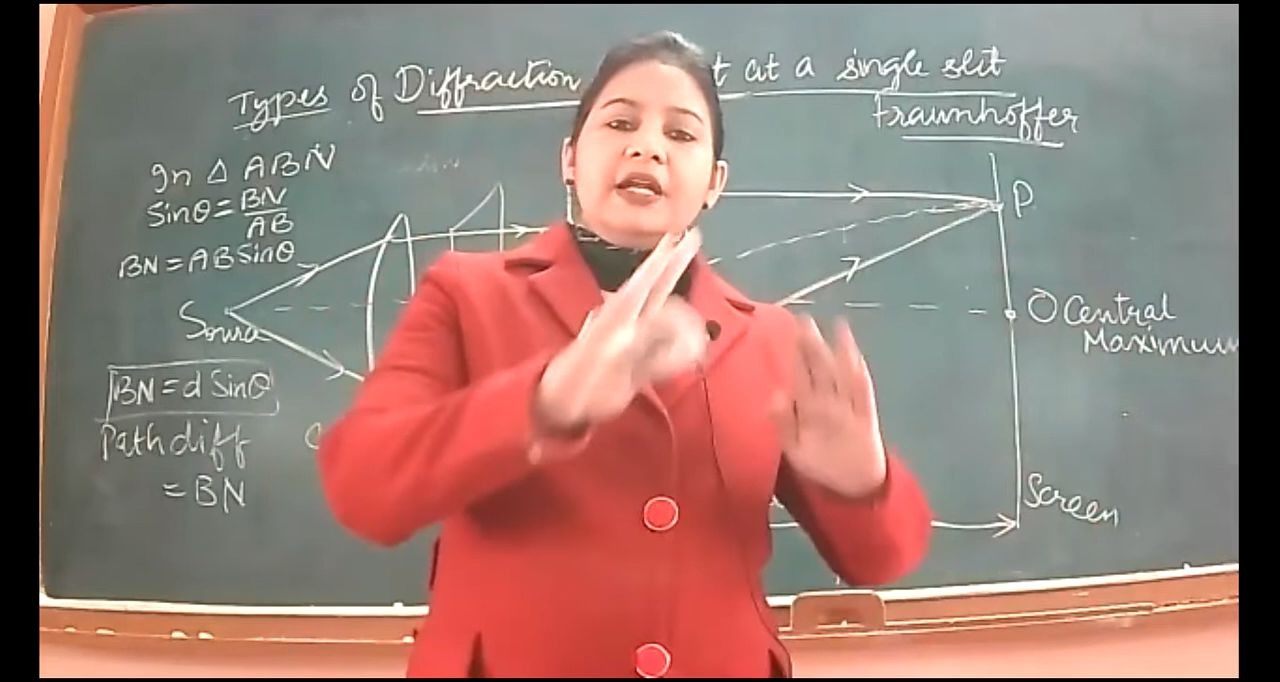 Types of Diffraction t at a single slit
fraunhoffer
In Δ ABN
Sinθ = BN/AB
BN = AB Sinθ
P
O Central
Maximum
BN = d Sinθ
Path diff
= BN
Screen